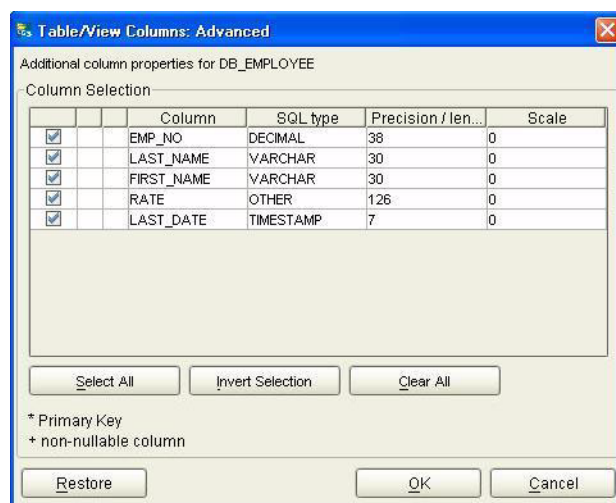 Table/View Columns: Advanced
Additional column properties for DB_EMPLOYEE
Column Selection
Column SQL type Precision / len... Scale
EMP_NO DECIMAL 38 0
LAST_NAME VARCHAR 30 0
FIRST_NAME VARCHAR 30 0
RATE OTHER 126 0
LAST_DATE TIMESTAMP 7 0
Select All Invert Selection Clear All
* Primary Key
+ non-nullable column
Restore OK Cancel